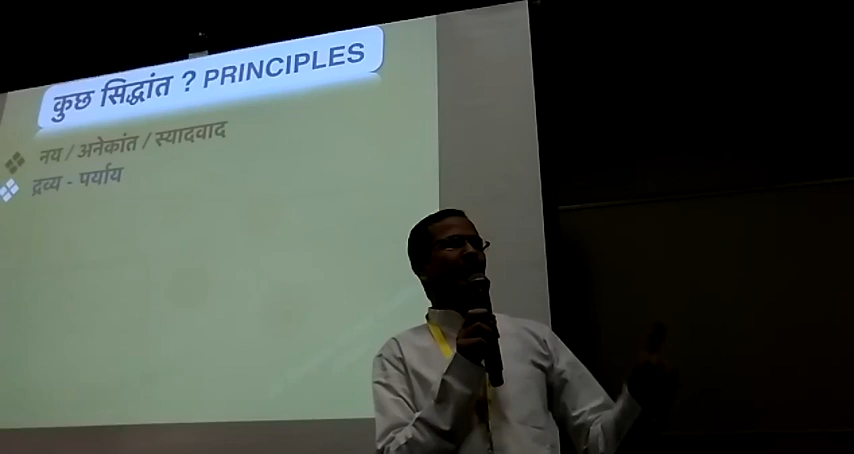 कुछ सिद्धांत ? PRINCIPLES
नय / अनेकांत / स्यादवाद
द्रव्य - पर्याय